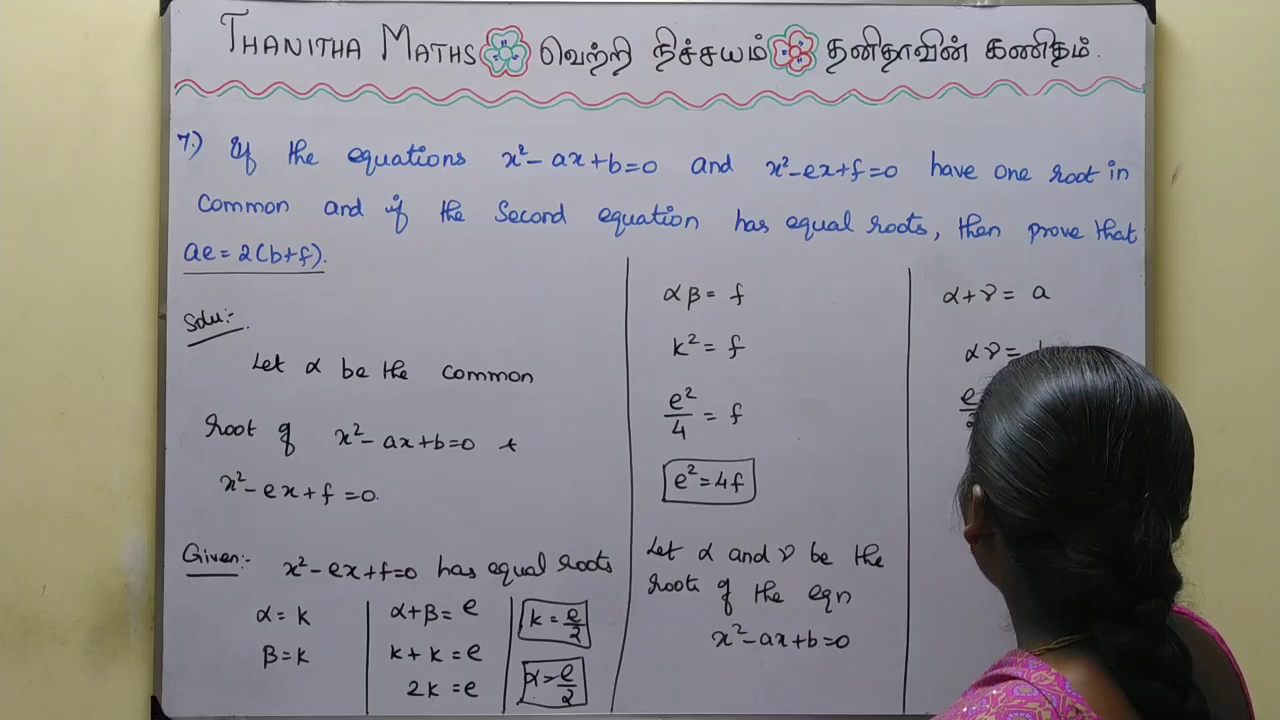 THANITHA MATHS வெற்றி நிச்சயம் தனிதாவின் கணிதம்.
7.) If the equations x²-ax+b=0 and x²-ex+f=0 have one root in
common and if the second equation has equal roots, then prove that
ae=2(b+f).
Solu:-
Let α be the common
root of x²-ax+b=0 &
x²-ex+f=0.
Given:- x²-ex+f=0 has equal roots
α=k
β=k
α+β=e
k+k=e
2k=e
k=e/2
α=e/2
αβ=f
k²=f
e²/4=f
e²=4f
Let α and γ be the
roots of the eqn
x²-ax+b=0
α+γ=a
αγ=